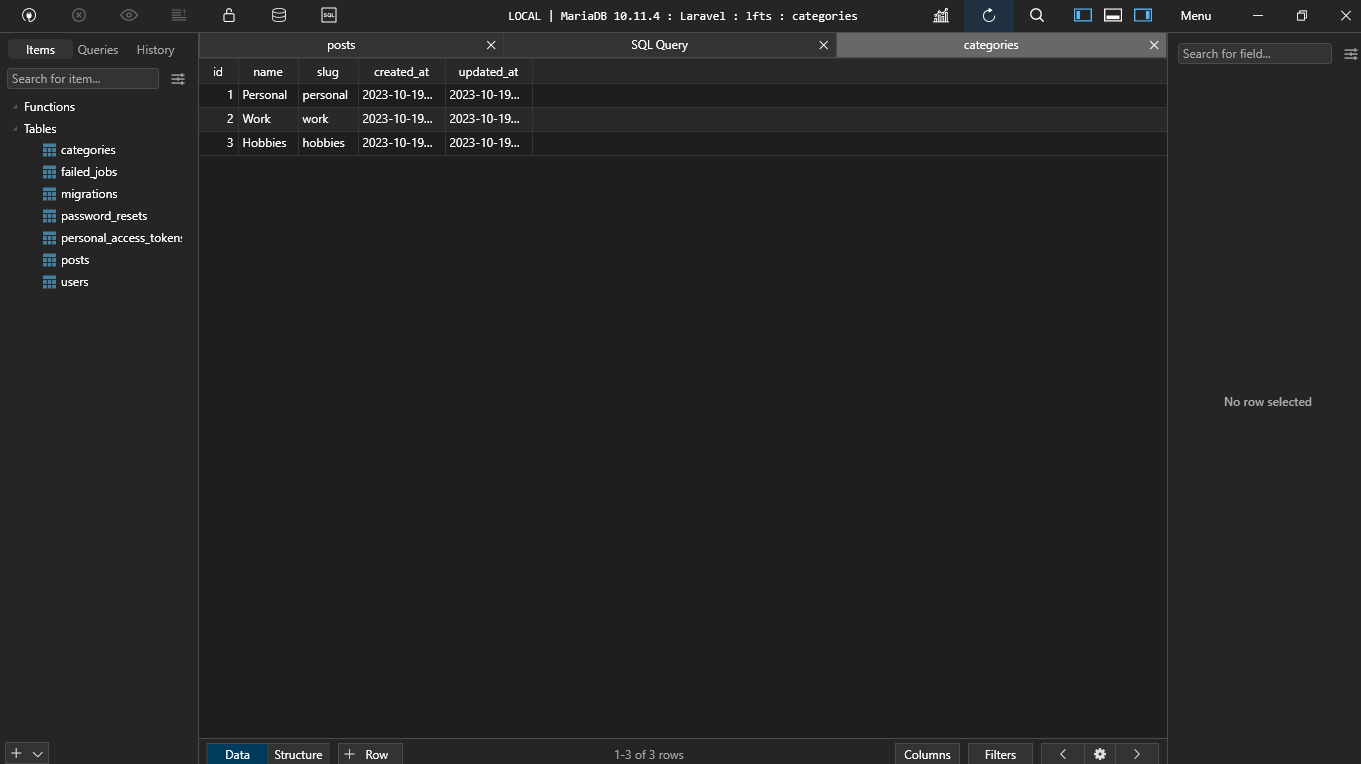 SQL LOCAL | MariaDB 10.11.4 : Laravel : lfts : categories Menu
Items Queries History
Search for item...
Functions
Tables
categories
failed_jobs
migrations
password_resets
personal_access_tokens
posts
users
posts SQL Query categories
id name slug created_at updated_at
1 Personal personal 2023-10-19... 2023-10-19...
2 Work work 2023-10-19... 2023-10-19...
3 Hobbies hobbies 2023-10-19... 2023-10-19...
Data Structure + Row 1-3 of 3 rows Columns Filters
Search for field...
No row selected